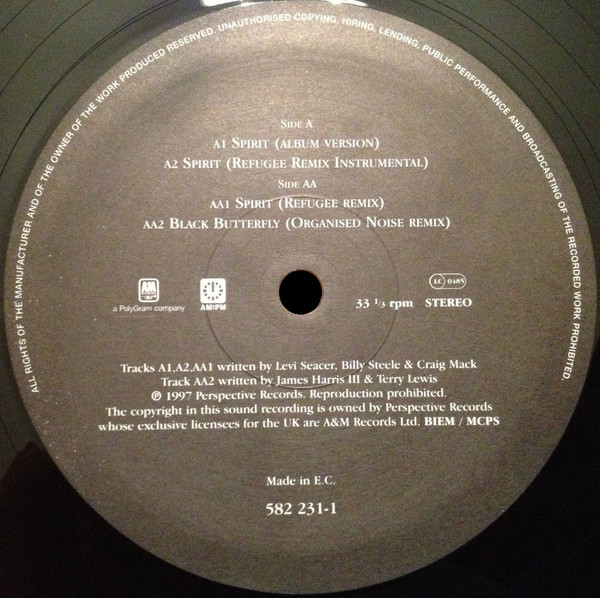 ALL RIGHTS OF THE MANUFACTURER AND OF THE OWNER OF THE WORK PRODUCED RESERVED. UNAUTHORISED COPYING, HIRING, LENDING, PUBLIC PERFORMANCE AND BROADCASTING OF THE RECORDED WORK PROHIBITED.
SIDE A
A1 SPIRIT (ALBUM VERSION)
A2 SPIRIT (REFUGEE REMIX INSTRUMENTAL)
SIDE AA
AA1 SPIRIT (REFUGEE REMIX)
AA2 BLACK BUTTERFLY (ORGANISED NOISE REMIX)
AM
RECORDS
a PolyGram company
AM:PM
33 1/3 rpm STEREO
LC 0485
Tracks A1,A2,AA1 written by Levi Seacer, Billy Steele & Craig Mack
Track AA2 written by James Harris III & Terry Lewis
℗ 1997 Perspective Records. Reproduction prohibited.
The copyright in this sound recording is owned by Perspective Records
whose exclusive licensees for the UK are A&M Records Ltd. BIEM / MCPS
Made in E.C.
582 231-1